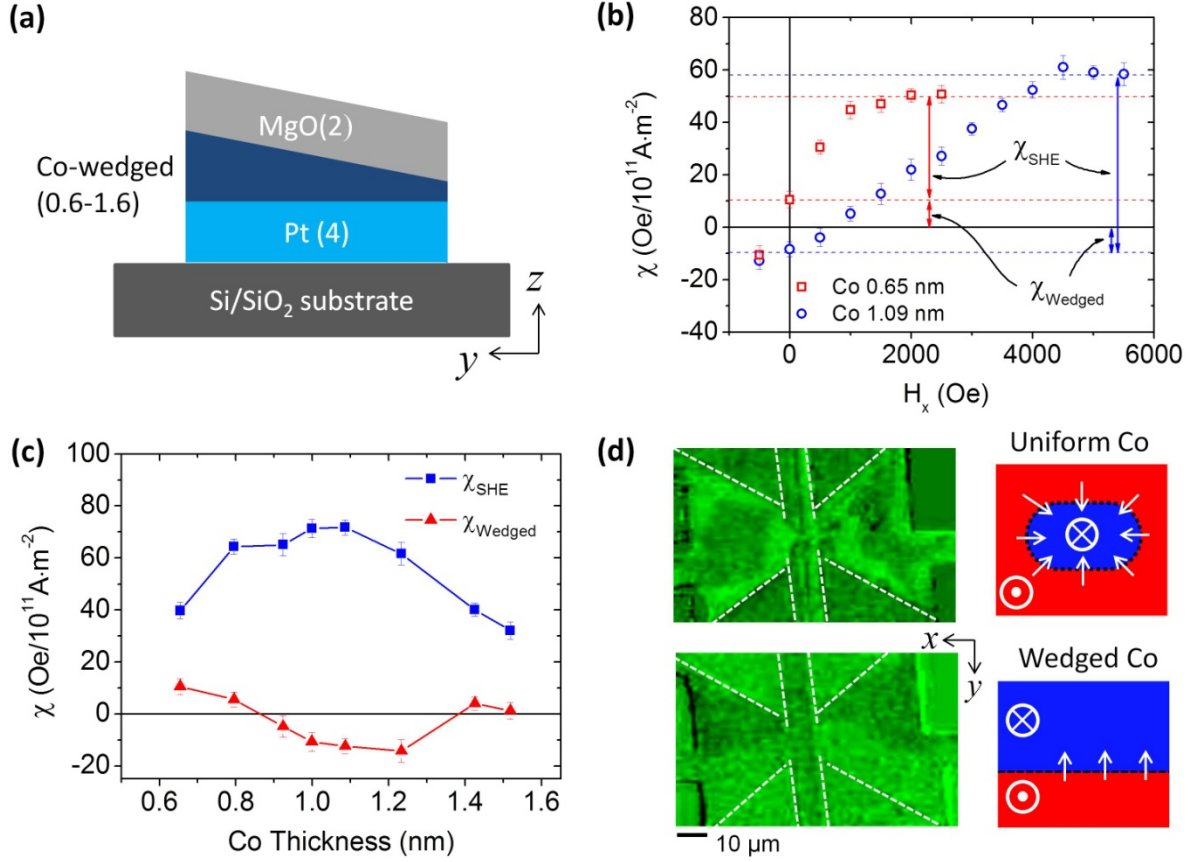 (a)
MgO(2)
Co-wedged
(0.6-1.6)
Pt (4)
Si/SiO₂ substrate
z
y
(b)
80
60
40
20
0
-20
-40
χ (Oe/10¹¹A·m⁻²)
χSHE
χWedged
Co 0.65 nm
Co 1.09 nm
0
2000
4000
6000
Hₓ (Oe)
(c)
100
80
60
40
20
0
-20
χ (Oe/10¹¹A·m⁻²)
χSHE
χWedged
0.6
0.8
1.0
1.2
1.4
1.6
Co Thickness (nm)
(d)
Uniform Co
x
y
Wedged Co
10 μm